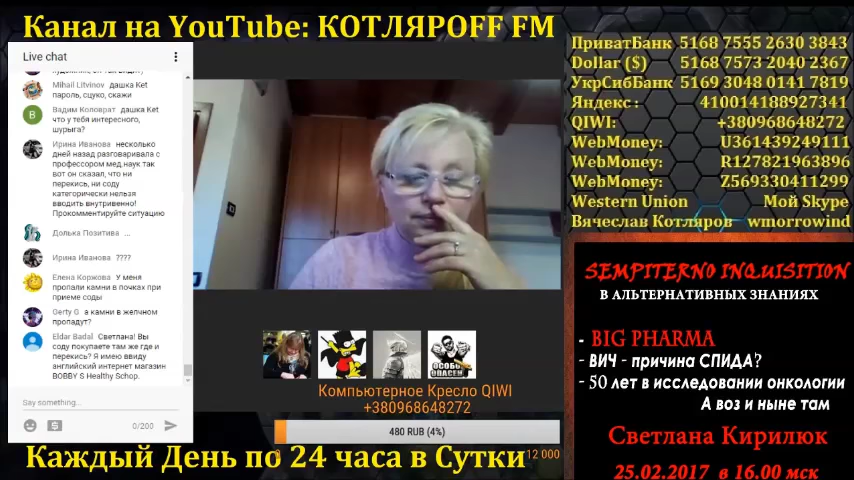 Канал на YouTube: КОТЛЯРOFF FM
Live chat
Mihail Litvinov дашка Ket
пароль, сцуко, скажи
Вадим Коловрат дашка Ket
что у тебя интересного,
шурыга?
Ирина Иванова несколько
дней назад разговаривала с
профессором мед.наук так
вот он сказал, что ни
перекись, ни соду
категорически нельзя
вводить внутривенно!
Прокомментируйте ситуацию
Долька Позитива ...
Ирина Иванова ????
Елена Коржова У меня
пропали камни в почках при
приеме соды
Qerty G а камни в желчном
пропадут?
Eldar Badal Светлана! Вы
соду покупаете там же где и
перекись? Я имею ввиду
английский интернет магазин
BOBBY S Healthy Schop.
Say something...
0/200
ОСОБО
ОПАСЕН
Компьютерное Кресло QIWI
+380968648272
480 RUB (4%)
12 000
Каждый День по 24 часа в Сутки
ПриватБанк 5168 7555 2630 3843
Dollar ($) 5168 7573 2040 2367
УкрСибБанк 5169 3048 0141 7819
Яндекс: 410014188927341
QIWI: +380968648272
WebMoney: U361439249111
WebMoney: R127821963896
WebMoney: Z569330411299
Western Union Мой Skype
Вячеслав Котляров wmorrowind
SEMPITERNO INQUISITION
В АЛЬТЕРНАТИВНЫХ ЗНАНИЯХ
- BIG PHARMA
- ВИЧ - причина СПИДА?
- 50 лет в исследовании онкологии
А воз и ныне там
Светлана Кирилюк
25.02.2017 в 16.00 мск